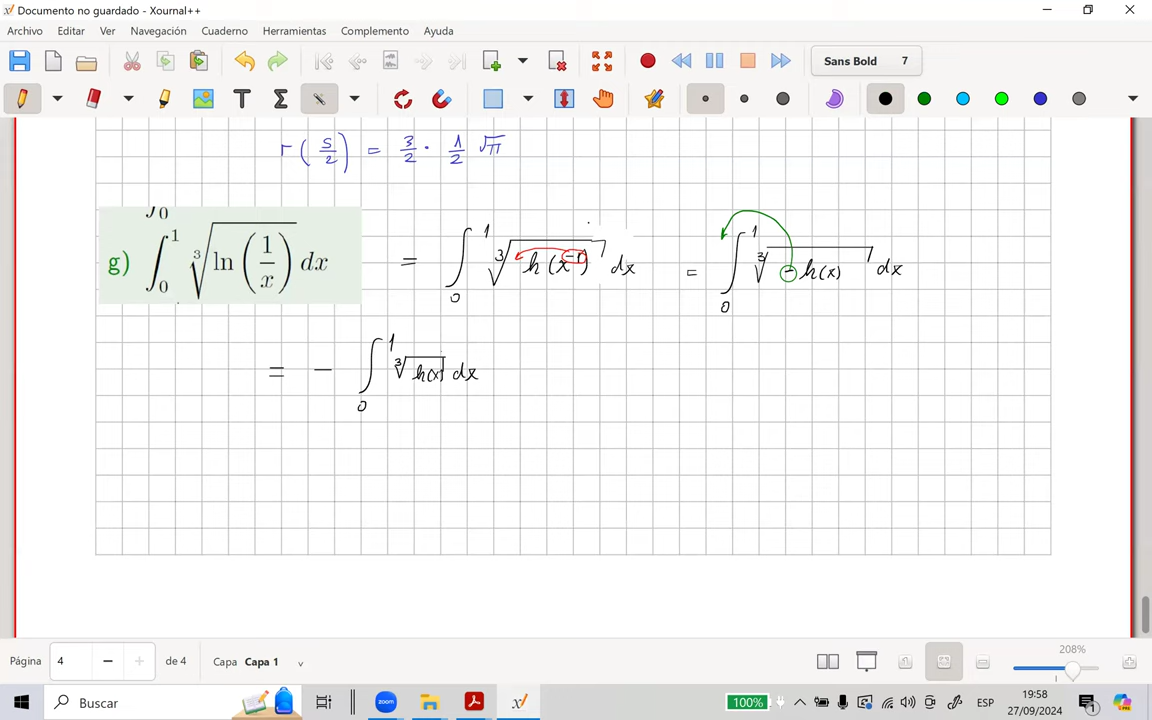 Documento no guardado - Xournal++
Archivo Editar Ver Navegación Cuaderno Herramientas Complemento Ayuda
Sans Bold 7
Γ(5/2) = 3/2 · 1/2 √π
g) ∫₀¹ ∛(ln(1/x)) dx = ∫₀¹ ∛(ln(x⁻¹)) dx = ∫₀¹ ∛(-ln(x)) dx
= - ∫₀¹ ∛(ln(x)) dx
Página 4 de 4 Capa Capa 1
208%
Buscar
zoom
100%
ESP
19:58
27/09/2024